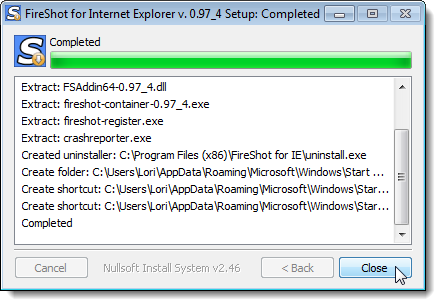 FireShot for Internet Explorer v. 0.97_4 Setup: Completed
Completed
Extract: FSAddin64-0.97_4.dll
Extract: fireshot-container-0.97_4.exe
Extract: fireshot-register.exe
Extract: crashreporter.exe
Created uninstaller: C:\Program Files (x86)\FireShot for IE\uninstall.exe
Create folder: C:\Users\Lori\AppData\Roaming\Microsoft\Windows\Start ...
Create shortcut: C:\Users\Lori\AppData\Roaming\Microsoft\Windows\Star...
Create shortcut: C:\Users\Lori\AppData\Roaming\Microsoft\Windows\Star...
Completed
Cancel Nullsoft Install System v2.46 < Back Close